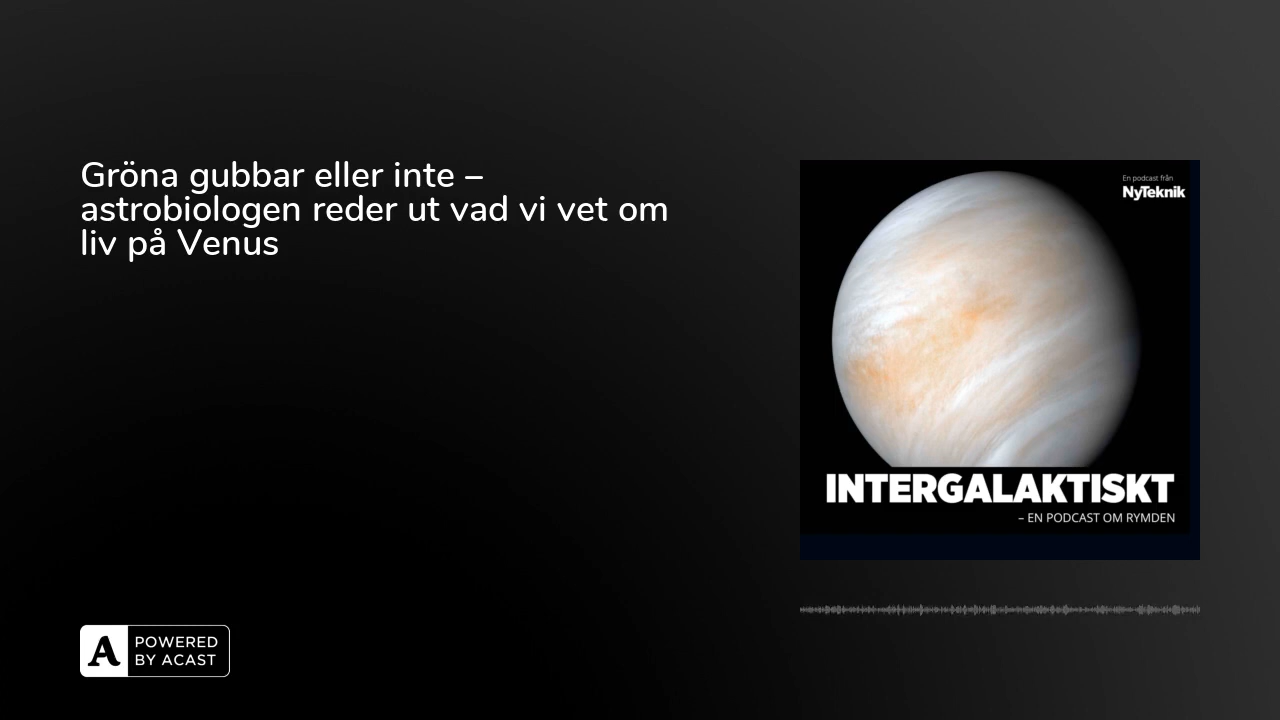 Gröna gubbar eller inte –
astrobiologen reder ut vad vi vet om
liv på Venus
En podcast från
NyTeknik
INTERGALAKTISKT
– EN PODCAST OM RYMDEN
A
POWERED
BY ACAST